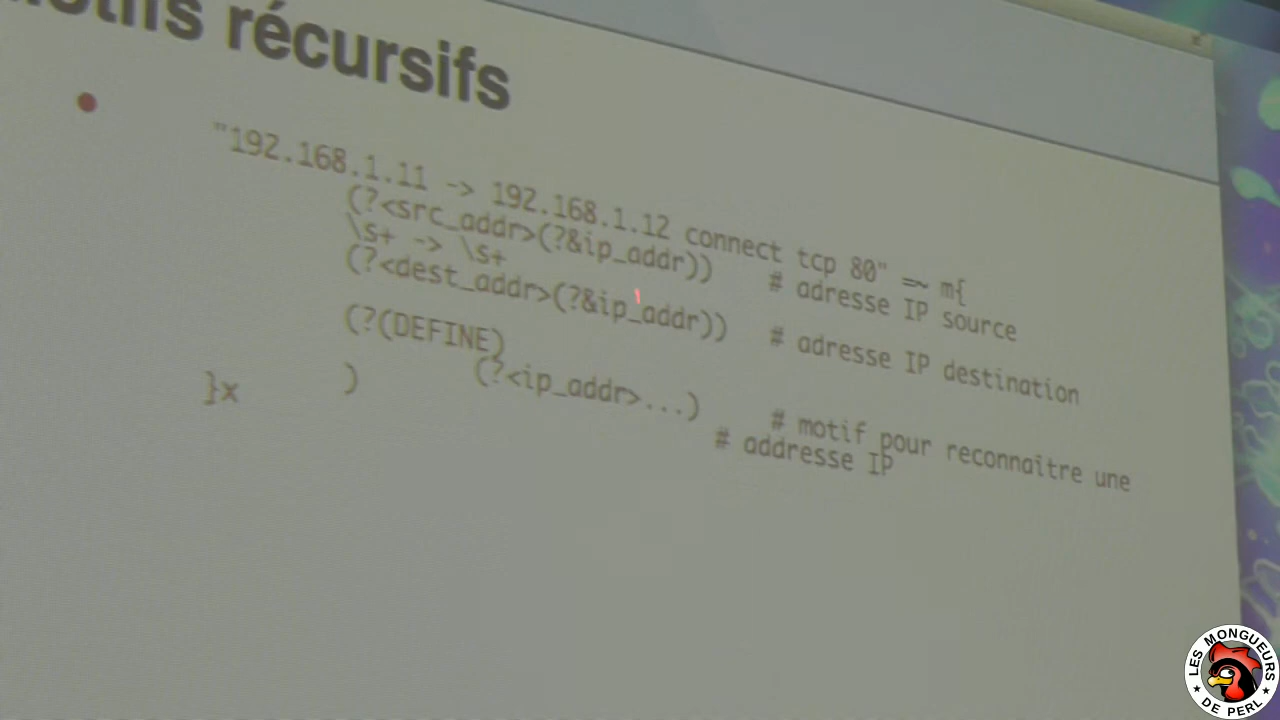 récursifs
"192.168.1.11 -> 192.168.1.12 connect tcp 80" =~ m{
(?<src_addr>(?&ip_addr)) # adresse IP source
\s+ -> \s+
(?<dest_addr>(?&ip_addr)) # adresse IP destination
(?(DEFINE)
(?<ip_addr>...) # motif pour reconnaître une
) # addresse IP
}x
LES MONGUEURS
DE PERL